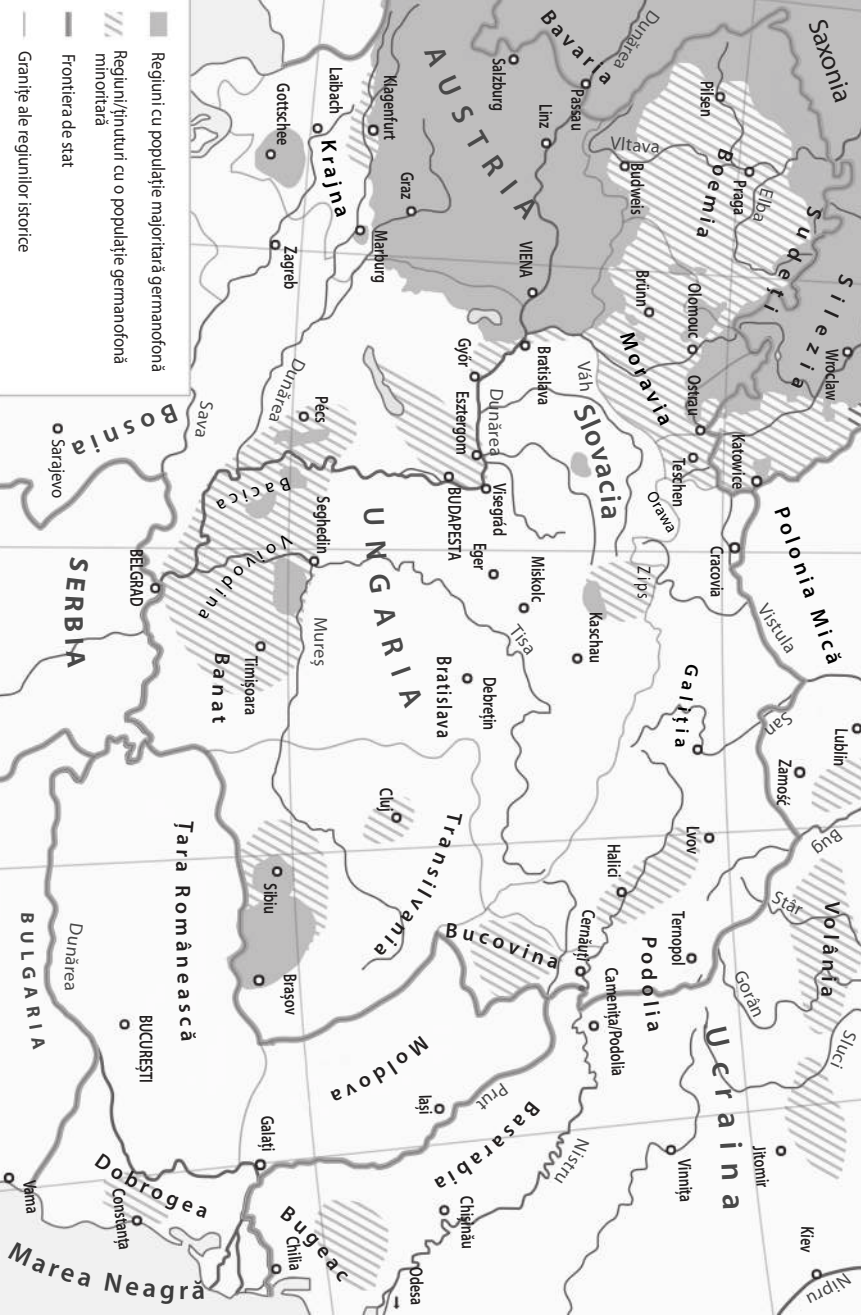 Saxonia
Bavaria
Dunărea
Pilsen
Vltava
Praga
Elba
Boemia
Budweis
Sudeți
Silezia
Wroclaw
Passau
Salzburg
Linz
AUSTRIA
VIENA
Graz
Klagenfurt
Laibach
Gottschee
Krajna
Marburg
Zagreb
Brünn
Olomouc
Moravia
Ostrau
Teschen
Katowice
Bratislava
Váh
Slovacia
Orawa
Győr
Esztergom
Dunărea
Visegrád
BUDAPESTA
Pécs
Dunărea
Sava
Bosnia
Sarajevo
Bacica
Seghedin
Voivodina
UNGARIA
Eger
Miskolc
Tisa
Zips
Kaschau
Cracovia
Polonia Mică
Vistula
BELGRAD
SERBIA
Mureș
Timișoara
Banat
Bratislava
Debrețin
Galiția
San
Lublin
Zamość
Bug
Lvov
Halici
Cluj
Transilvania
Țara Românească
Sibiu
Brașov
Dunărea
BULGARIA
BUCUREȘTI
Bucovina
Cernăuți
Ternopol
Podolia
Camenița/Podolia
Stâr
Volânia
Gorân
Sluci
Ucraina
Jitomir
Vinnița
Kiev
Nipru
Moldova
Iași
Prut
Basarabia
Nistru
Chișinău
Galați
Dobrogea
Constanța
Varna
Bugeac
Chilia
Odesa
Marea Neagră
Regiuni cu populație majoritară germanofonă
Regiuni/ținuturi cu o populație germanofonă
minoritară
Frontiera de stat
Granițe ale regiunilor istorice